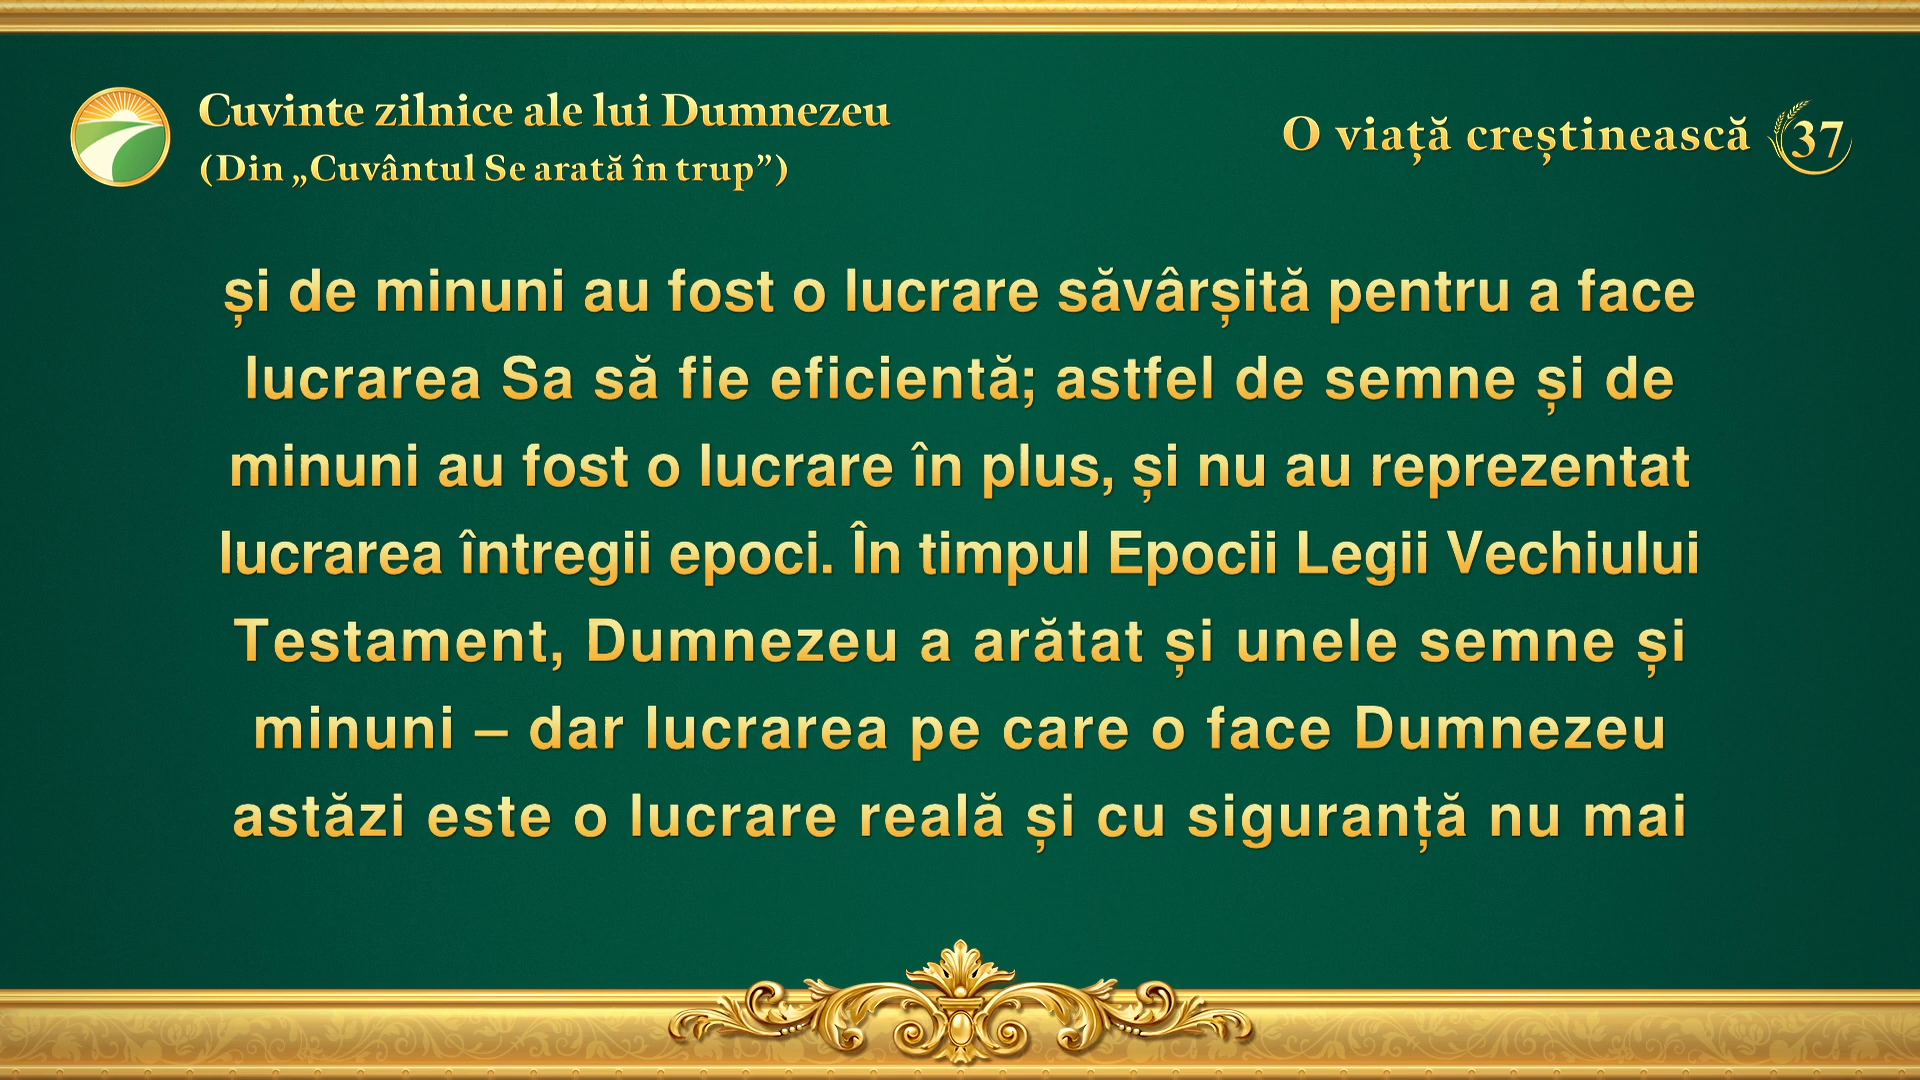 Cuvinte zilnice ale lui Dumnezeu
(Din „Cuvântul Se arată în trup”)
O viață creștinească 37
și de minuni au fost o lucrare săvârșită pentru a face
lucrarea Sa să fie eficientă; astfel de semne și de
minuni au fost o lucrare în plus, și nu au reprezentat
lucrarea întregii epoci. În timpul Epocii Legii Vechiului
Testament, Dumnezeu a arătat și unele semne și
minuni – dar lucrarea pe care o face Dumnezeu
astăzi este o lucrare reală și cu siguranță nu mai